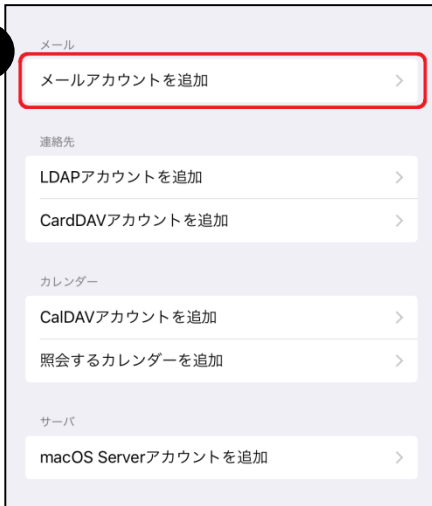 メール
メールアカウントを追加
連絡先
LDAPアカウントを追加
CardDAVアカウントを追加
カレンダー
CalDAVアカウントを追加
照会するカレンダーを追加
サーバ
macOS Serverアカウントを追加